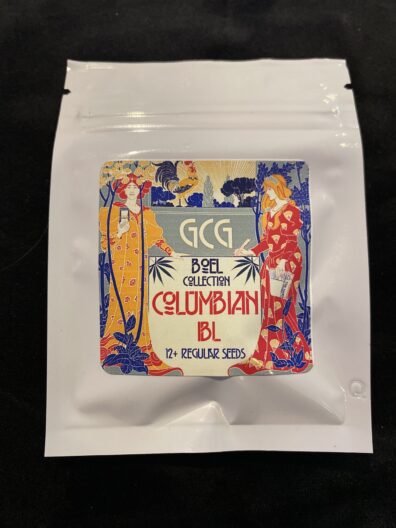 GCG
BOEL
COLLECTION
COLUMBIAN
IBL
12+ REGULAR SEEDS